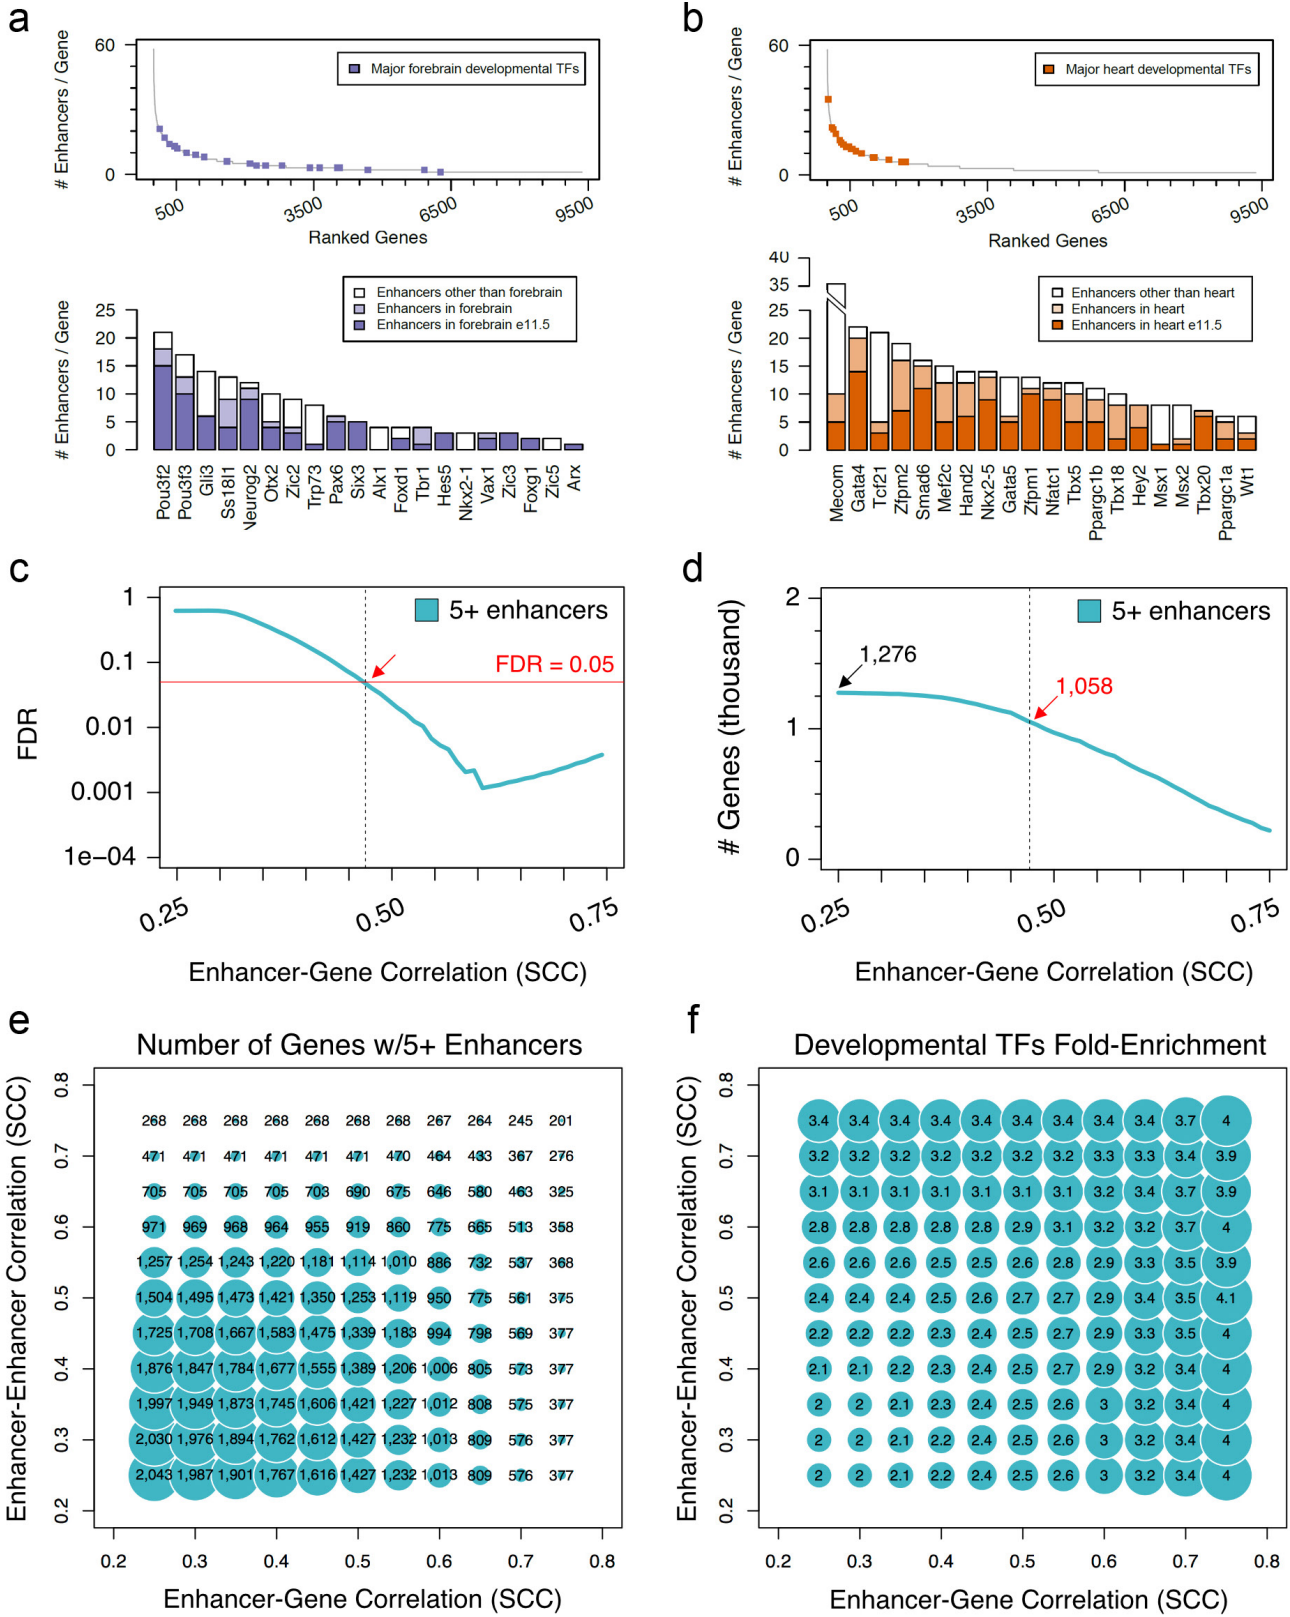 a
# Enhancers / Gene
60
0
Major forebrain developmental TFs
500
3500
6500
9500
Ranked Genes
# Enhancers / Gene
25
20
15
10
5
0
Enhancers other than forebrain
Enhancers in forebrain
Enhancers in forebrain e11.5
Pou3f2
Pou3f3
Gli3
Ss18l1
Neurog2
Otx2
Zic2
Trp73
Pax6
Six3
Alx1
Foxd1
Tbr1
Hes5
Nkx2-1
Vax1
Zic3
Foxg1
Zic5
Arx
b
# Enhancers / Gene
60
0
Major heart developmental TFs
500
3500
6500
9500
Ranked Genes
# Enhancers / Gene
40
35
25
20
15
10
5
0
Enhancers other than heart
Enhancers in heart
Enhancers in heart e11.5
Mecom
Gata4
Tcf21
Zfpm2
Smad6
Mef2c
Hand2
Nkx2-5
Gata5
Zfpm1
Nfatc1
Tbx5
Ppargc1b
Tbx18
Hey2
Msx1
Msx2
Tbx20
Ppargc1a
Wt1
c
FDR
1
0.1
0.01
0.001
1e−04
5+ enhancers
FDR = 0.05
0.25
0.50
0.75
Enhancer-Gene Correlation (SCC)
d
# Genes (thousand)
2
1
0
5+ enhancers
1,276
1,058
0.25
0.50
0.75
Enhancer-Gene Correlation (SCC)
e
Number of Genes w/5+ Enhancers
Enhancer-Enhancer Correlation (SCC)
0.8
0.7
0.6
0.5
0.4
0.3
0.2
268 268 268 268 268 268 268 267 264 245 201
471 471 471 471 471 471 470 464 433 367 276
705 705 705 705 703 690 675 646 580 463 325
971 969 968 964 955 919 860 775 665 513 358
1,257 1,254 1,243 1,220 1,181 1,114 1,010 886 732 537 368
1,504 1,495 1,473 1,421 1,350 1,253 1,119 950 775 561 375
1,725 1,708 1,667 1,583 1,475 1,339 1,183 994 798 569 377
1,876 1,847 1,784 1,677 1,555 1,389 1,206 1,006 805 573 377
1,997 1,949 1,873 1,745 1,606 1,421 1,227 1,012 808 575 377
2,030 1,976 1,894 1,762 1,612 1,427 1,232 1,013 809 576 377
2,043 1,987 1,901 1,767 1,616 1,427 1,232 1,013 809 576 377
0.2 0.3 0.4 0.5 0.6 0.7 0.8
Enhancer-Gene Correlation (SCC)
f
Developmental TFs Fold-Enrichment
Enhancer-Enhancer Correlation (SCC)
0.8
0.7
0.6
0.5
0.4
0.3
0.2
3.4 3.4 3.4 3.4 3.4 3.4 3.4 3.4 3.4 3.7 4
3.2 3.2 3.2 3.2 3.2 3.2 3.2 3.3 3.3 3.4 3.9
3.1 3.1 3.1 3.1 3.1 3.1 3.1 3.2 3.4 3.7 3.9
2.8 2.8 2.8 2.8 2.8 2.9 3.1 3.2 3.2 3.7 4
2.6 2.6 2.6 2.5 2.5 2.6 2.8 2.9 3.3 3.5 3.9
2.4 2.4 2.4 2.5 2.6 2.7 2.7 2.9 3.4 3.5 4.1
2.2 2.2 2.2 2.3 2.4 2.5 2.7 2.9 3.3 3.5 4
2.1 2.1 2.2 2.3 2.4 2.5 2.7 2.9 3.2 3.4 4
2 2 2.1 2.3 2.4 2.5 2.6 3 3.2 3.4 4
2 2 2.1 2.2 2.4 2.5 2.6 3 3.2 3.4 4
2 2 2.1 2.2 2.4 2.5 2.6 3 3.2 3.4 4
0.2 0.3 0.4 0.5 0.6 0.7 0.8
Enhancer-Gene Correlation (SCC)